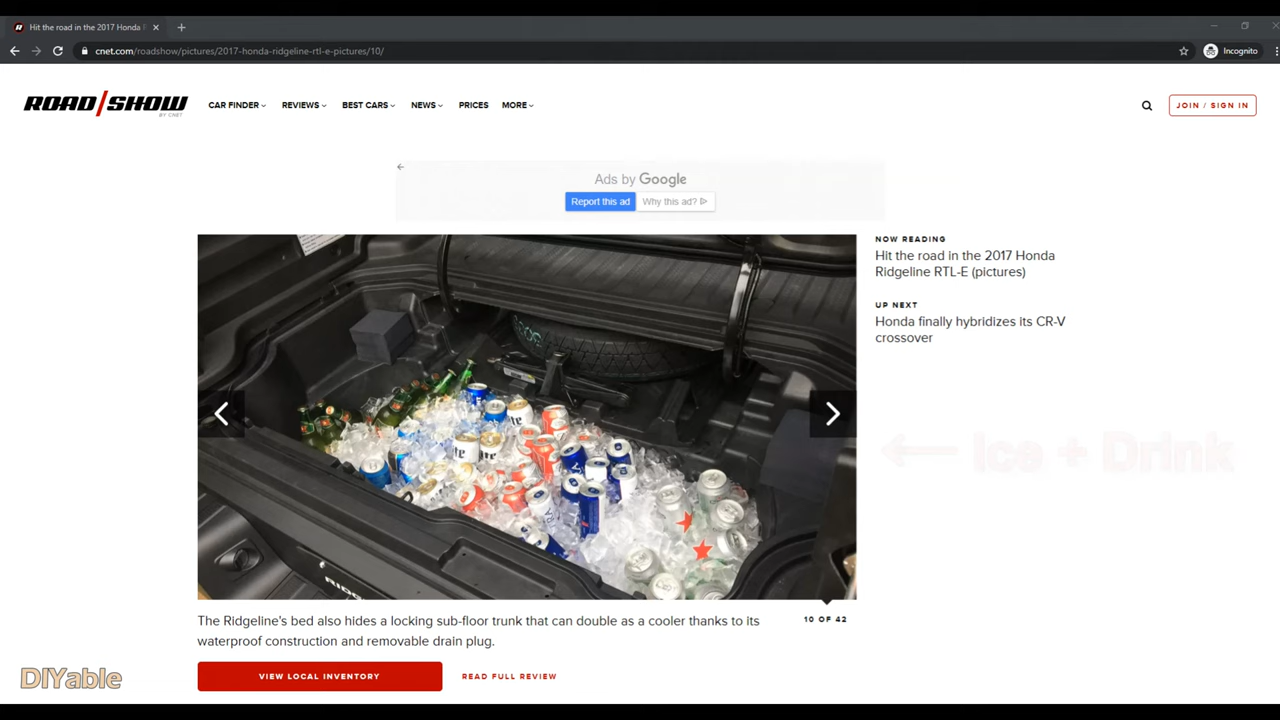 Hit the road in the 2017 Honda R
cnet.com/roadshow/pictures/2017-honda-ridgeline-rtl-e-pictures/10/
Incognito
ROAD/SHOW
BY CNET
CAR FINDER
REVIEWS
BEST CARS
NEWS
PRICES
MORE
JOIN / SIGN IN
Ads by Google
Report this ad
Why this ad?
NOW READING
Hit the road in the 2017 Honda
Ridgeline RTL-E (pictures)
UP NEXT
Honda finally hybridizes its CR-V
crossover
Ice + Drink
The Ridgeline's bed also hides a locking sub-floor trunk that can double as a cooler thanks to its
waterproof construction and removable drain plug.
10 OF 42
VIEW LOCAL INVENTORY
READ FULL REVIEW
DIYable